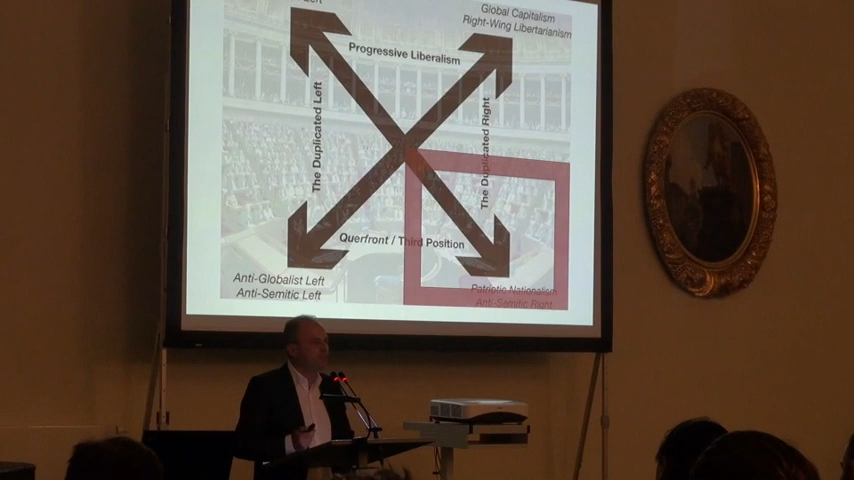 Left
Global Capitalism
Right-Wing Libertarianism
Progressive Liberalism
The Duplicated Left
The Duplicated Right
Querfront / Third Position
Anti-Globalist Left
Anti-Semitic Left
Patriotic Nationalism
Anti-Semitic Right